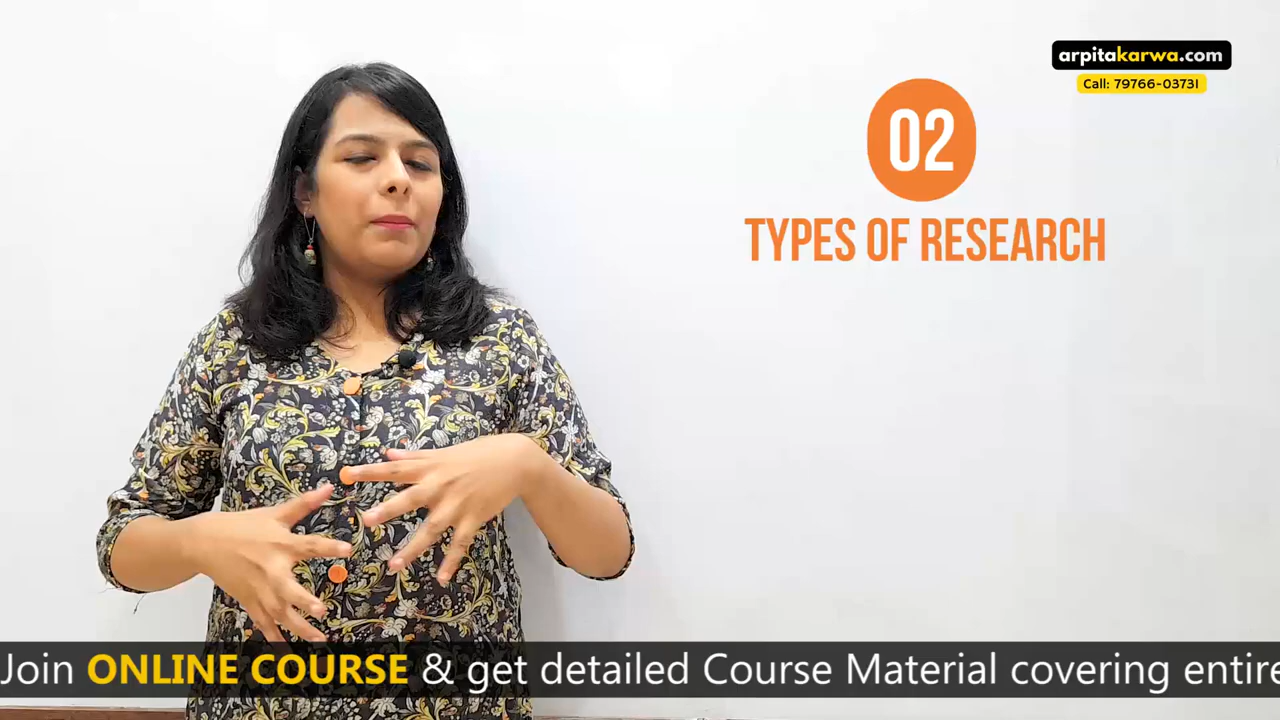 arpitakarwa.com
Call: 79766-03731
02
TYPES OF RESEARCH
Join ONLINE COURSE & get detailed Course Material covering entire